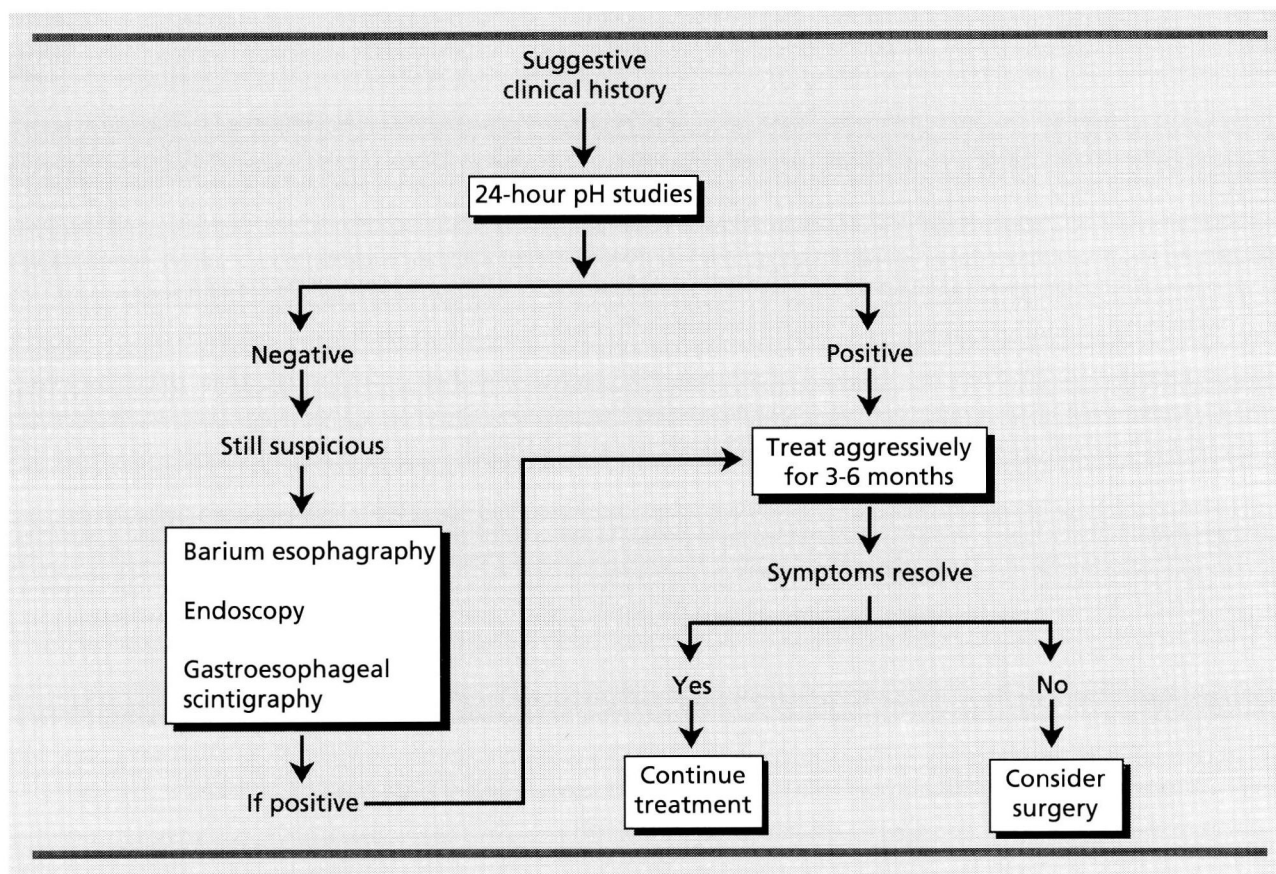 Suggestive
clinical history
24-hour pH studies
Negative
Positive
Still suspicious
Treat aggressively
for 3-6 months
Barium esophagraphy
Endoscopy
Gastroesophageal
scintigraphy
Symptoms resolve
Yes
No
If positive
Continue
treatment
Consider
surgery